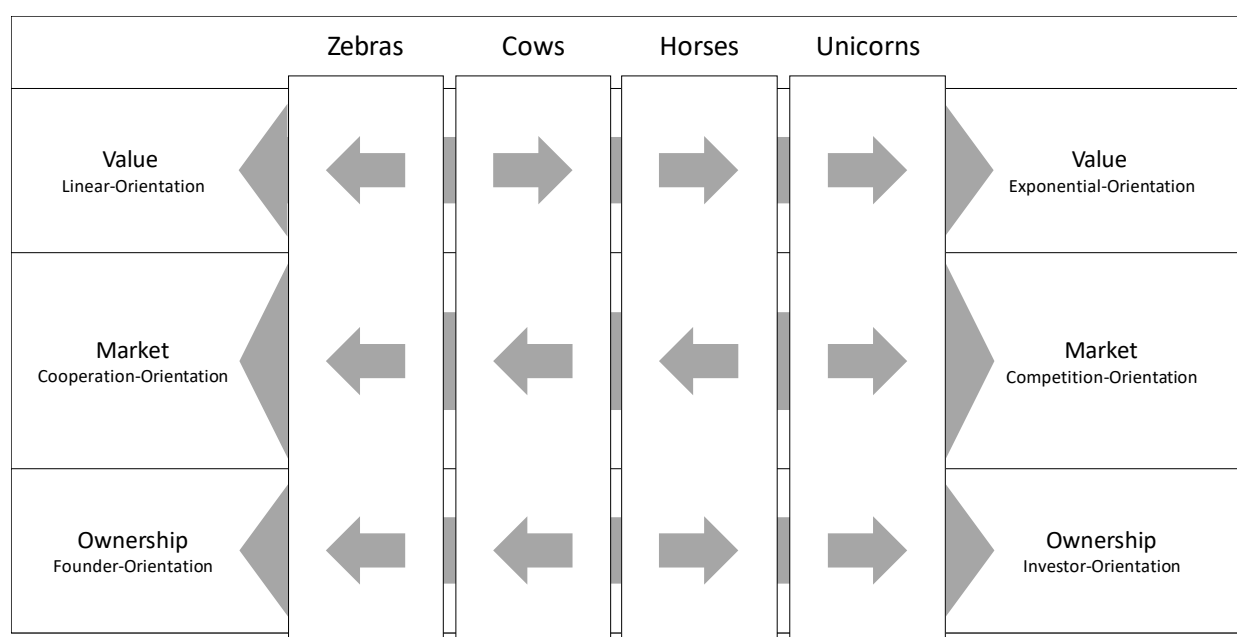 Zebras Cows Horses Unicorns
Value Value
Linear-Orientation Exponential-Orientation
Market Market
Cooperation-Orientation Competition-Orientation
Ownership Ownership
Founder-Orientation Investor-Orientation